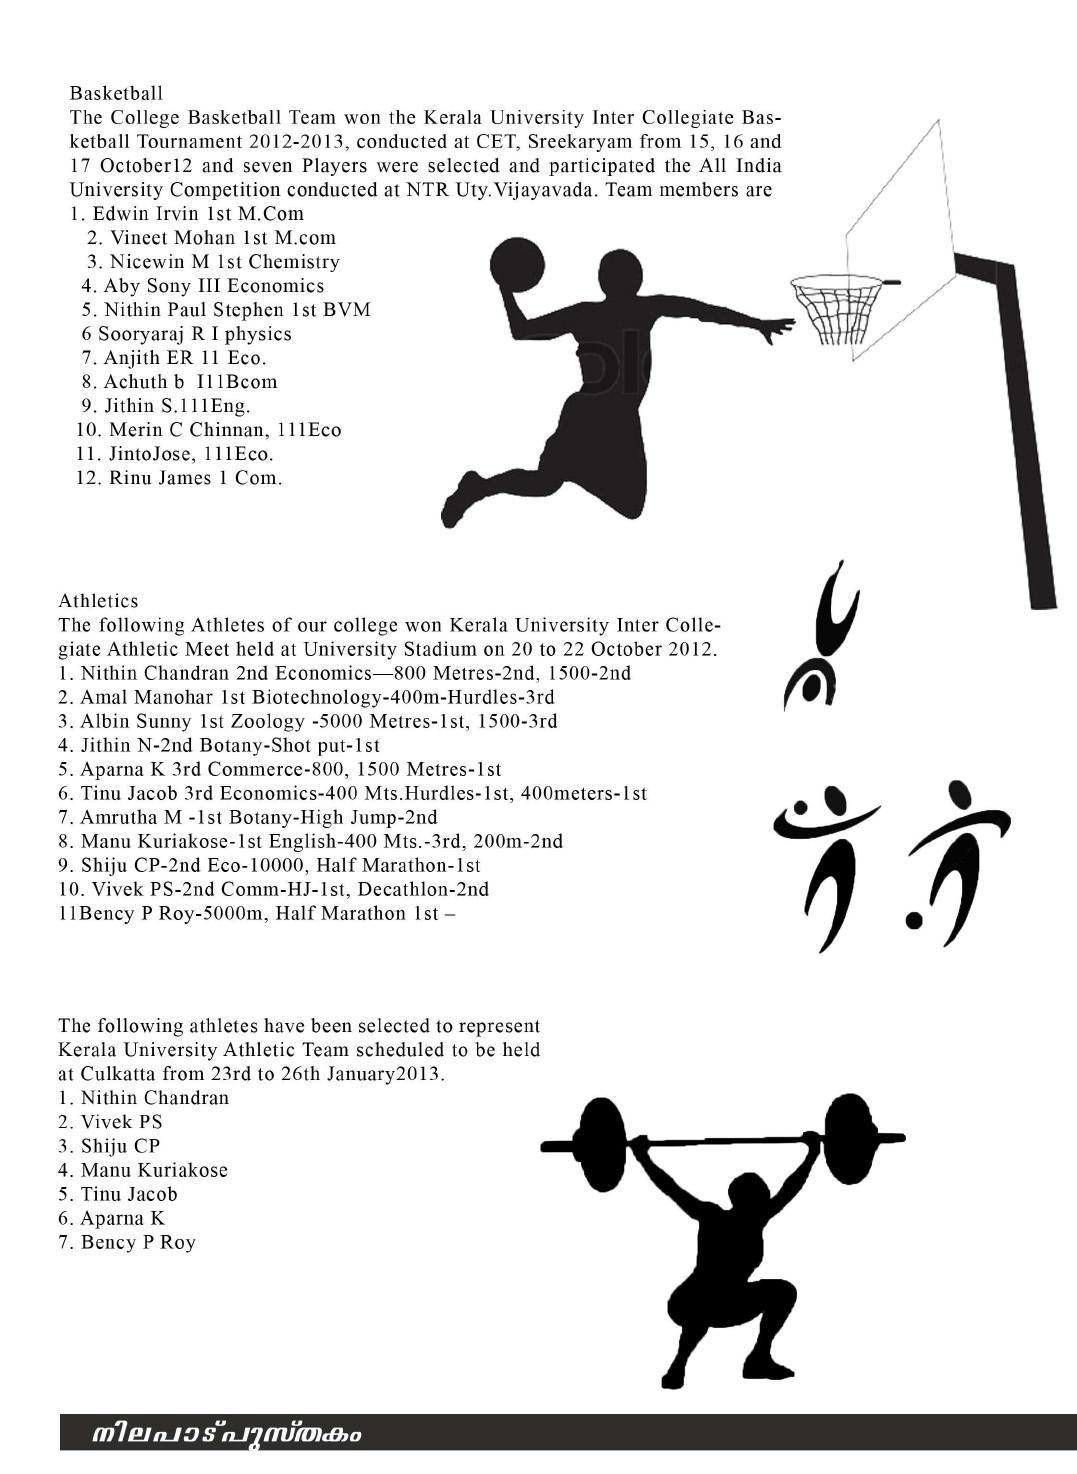 Basketball
The College Basketball Team won the Kerala University Inter Collegiate Bas-
ketball Tournament 2012-2013, conducted at CET, Sreekaryam from 15, 16 and
17 October12 and seven Players were selected and participated the All India
University Competition conducted at NTR Uty.Vijayavada. Team members are
1. Edwin Irvin 1st M.Com
2. Vineet Mohan 1st M.com
3. Nicewin M 1st Chemistry
4. Aby Sony III Economics
5. Nithin Paul Stephen 1st BVM
6 Sooryaraj R I physics
7. Anjith ER 11 Eco.
8. Achuth b I11Bcom
9. Jithin S.111Eng.
10. Merin C Chinnan, 111Eco
11. JintoJose, 111Eco.
12. Rinu James 1 Com.
Athletics
The following Athletes of our college won Kerala University Inter Colle-
giate Athletic Meet held at University Stadium on 20 to 22 October 2012.
1. Nithin Chandran 2nd Economics—800 Metres-2nd, 1500-2nd
2. Amal Manohar 1st Biotechnology-400m-Hurdles-3rd
3. Albin Sunny 1st Zoology -5000 Metres-1st, 1500-3rd
4. Jithin N-2nd Botany-Shot put-1st
5. Aparna K 3rd Commerce-800, 1500 Metres-1st
6. Tinu Jacob 3rd Economics-400 Mts.Hurdles-1st, 400meters-1st
7. Amrutha M -1st Botany-High Jump-2nd
8. Manu Kuriakose-1st English-400 Mts.-3rd, 200m-2nd
9. Shiju CP-2nd Eco-10000, Half Marathon-1st
10. Vivek PS-2nd Comm-HJ-1st, Decathlon-2nd
11Bency P Roy-5000m, Half Marathon 1st –
The following athletes have been selected to represent
Kerala University Athletic Team scheduled to be held
at Culkatta from 23rd to 26th January2013.
1. Nithin Chandran
2. Vivek PS
3. Shiju CP
4. Manu Kuriakose
5. Tinu Jacob
6. Aparna K
7. Bency P Roy
നിലപാട്പുസ്തകം